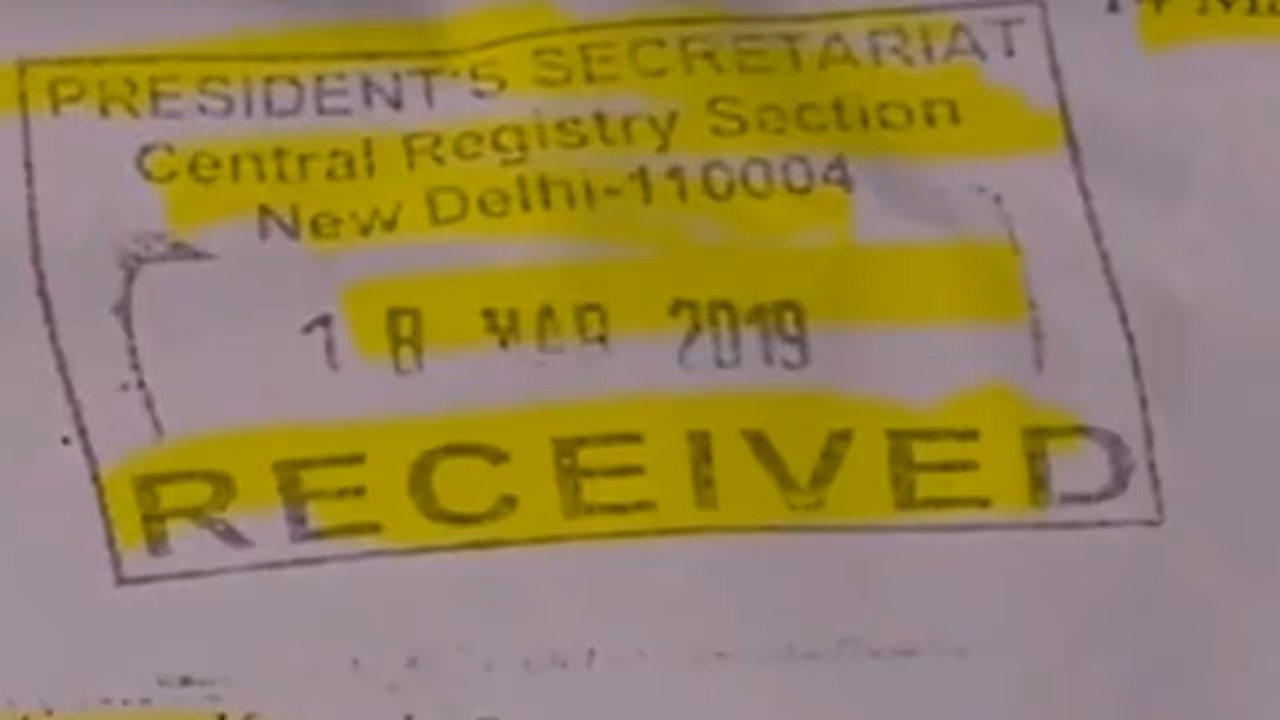 PRESIDENT'S SECRETARIAT
Central Registry Section
New Delhi-110004
18 MAR 2019
RECEIVED